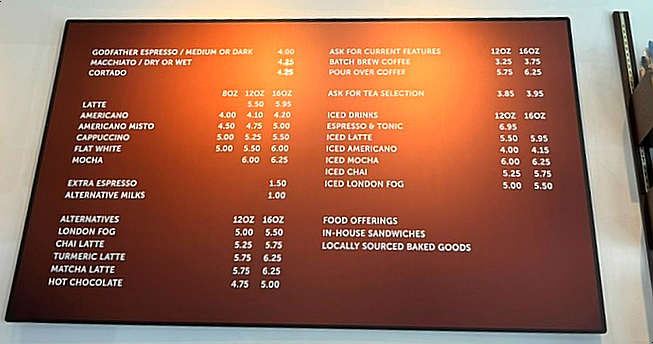 GODFATHER ESPRESSO / MEDIUM OR DARK 4.00
MACCHIATO / DRY OR WET 4.25
CORTADO 4.25
8OZ 12OZ 16OZ
LATTE 5.50 5.95
AMERICANO 4.00 4.10 4.20
AMERICANO MISTO 4.50 4.75 5.00
CAPPUCCINO 5.00 5.25 5.50
FLAT WHITE 5.00 5.50 6.00
MOCHA 6.00 6.25
EXTRA ESPRESSO 1.50
ALTERNATIVE MILKS 1.00
ALTERNATIVES 12OZ 16OZ
LONDON FOG 5.00 5.50
CHAI LATTE 5.25 5.75
TURMERIC LATTE 5.75 6.25
MATCHA LATTE 5.75 6.25
HOT CHOCOLATE 4.75 5.00
ASK FOR CURRENT FEATURES 12OZ 16OZ
BATCH BREW COFFEE 3.25 3.75
POUR OVER COFFEE 5.75 6.25
ASK FOR TEA SELECTION 3.85 3.95
ICED DRINKS 12OZ 16OZ
ESPRESSO & TONIC 6.95
ICED LATTE 5.50 5.95
ICED AMERICANO 4.00 4.15
ICED MOCHA 6.00 6.25
ICED CHAI 5.25 5.75
ICED LONDON FOG 5.00 5.50
FOOD OFFERINGS
IN-HOUSE SANDWICHES
LOCALLY SOURCED BAKED GOODS